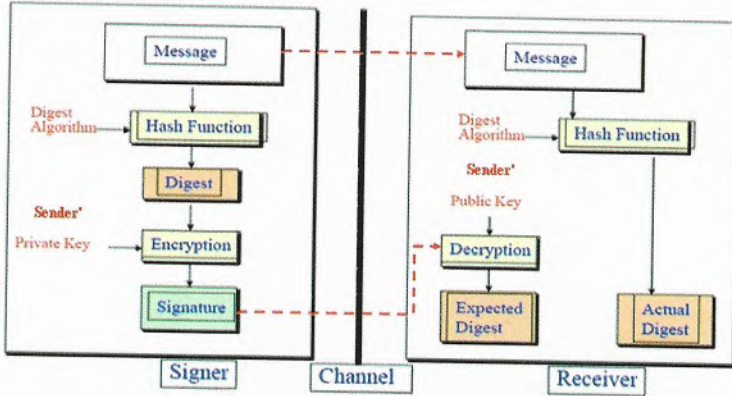 Message
Digest
Algorithm
Hash Function
Digest
Sender'
Private Key
Encryption
Signature
Signer
Channel
Message
Digest
Algorithm
Hash Function
Sender'
Public Key
Decryption
Expected
Digest
Actual
Digest
Receiver